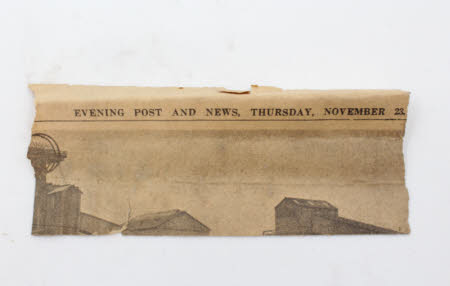 EVENING POST AND NEWS, THURSDAY, NOVEMBER 23,